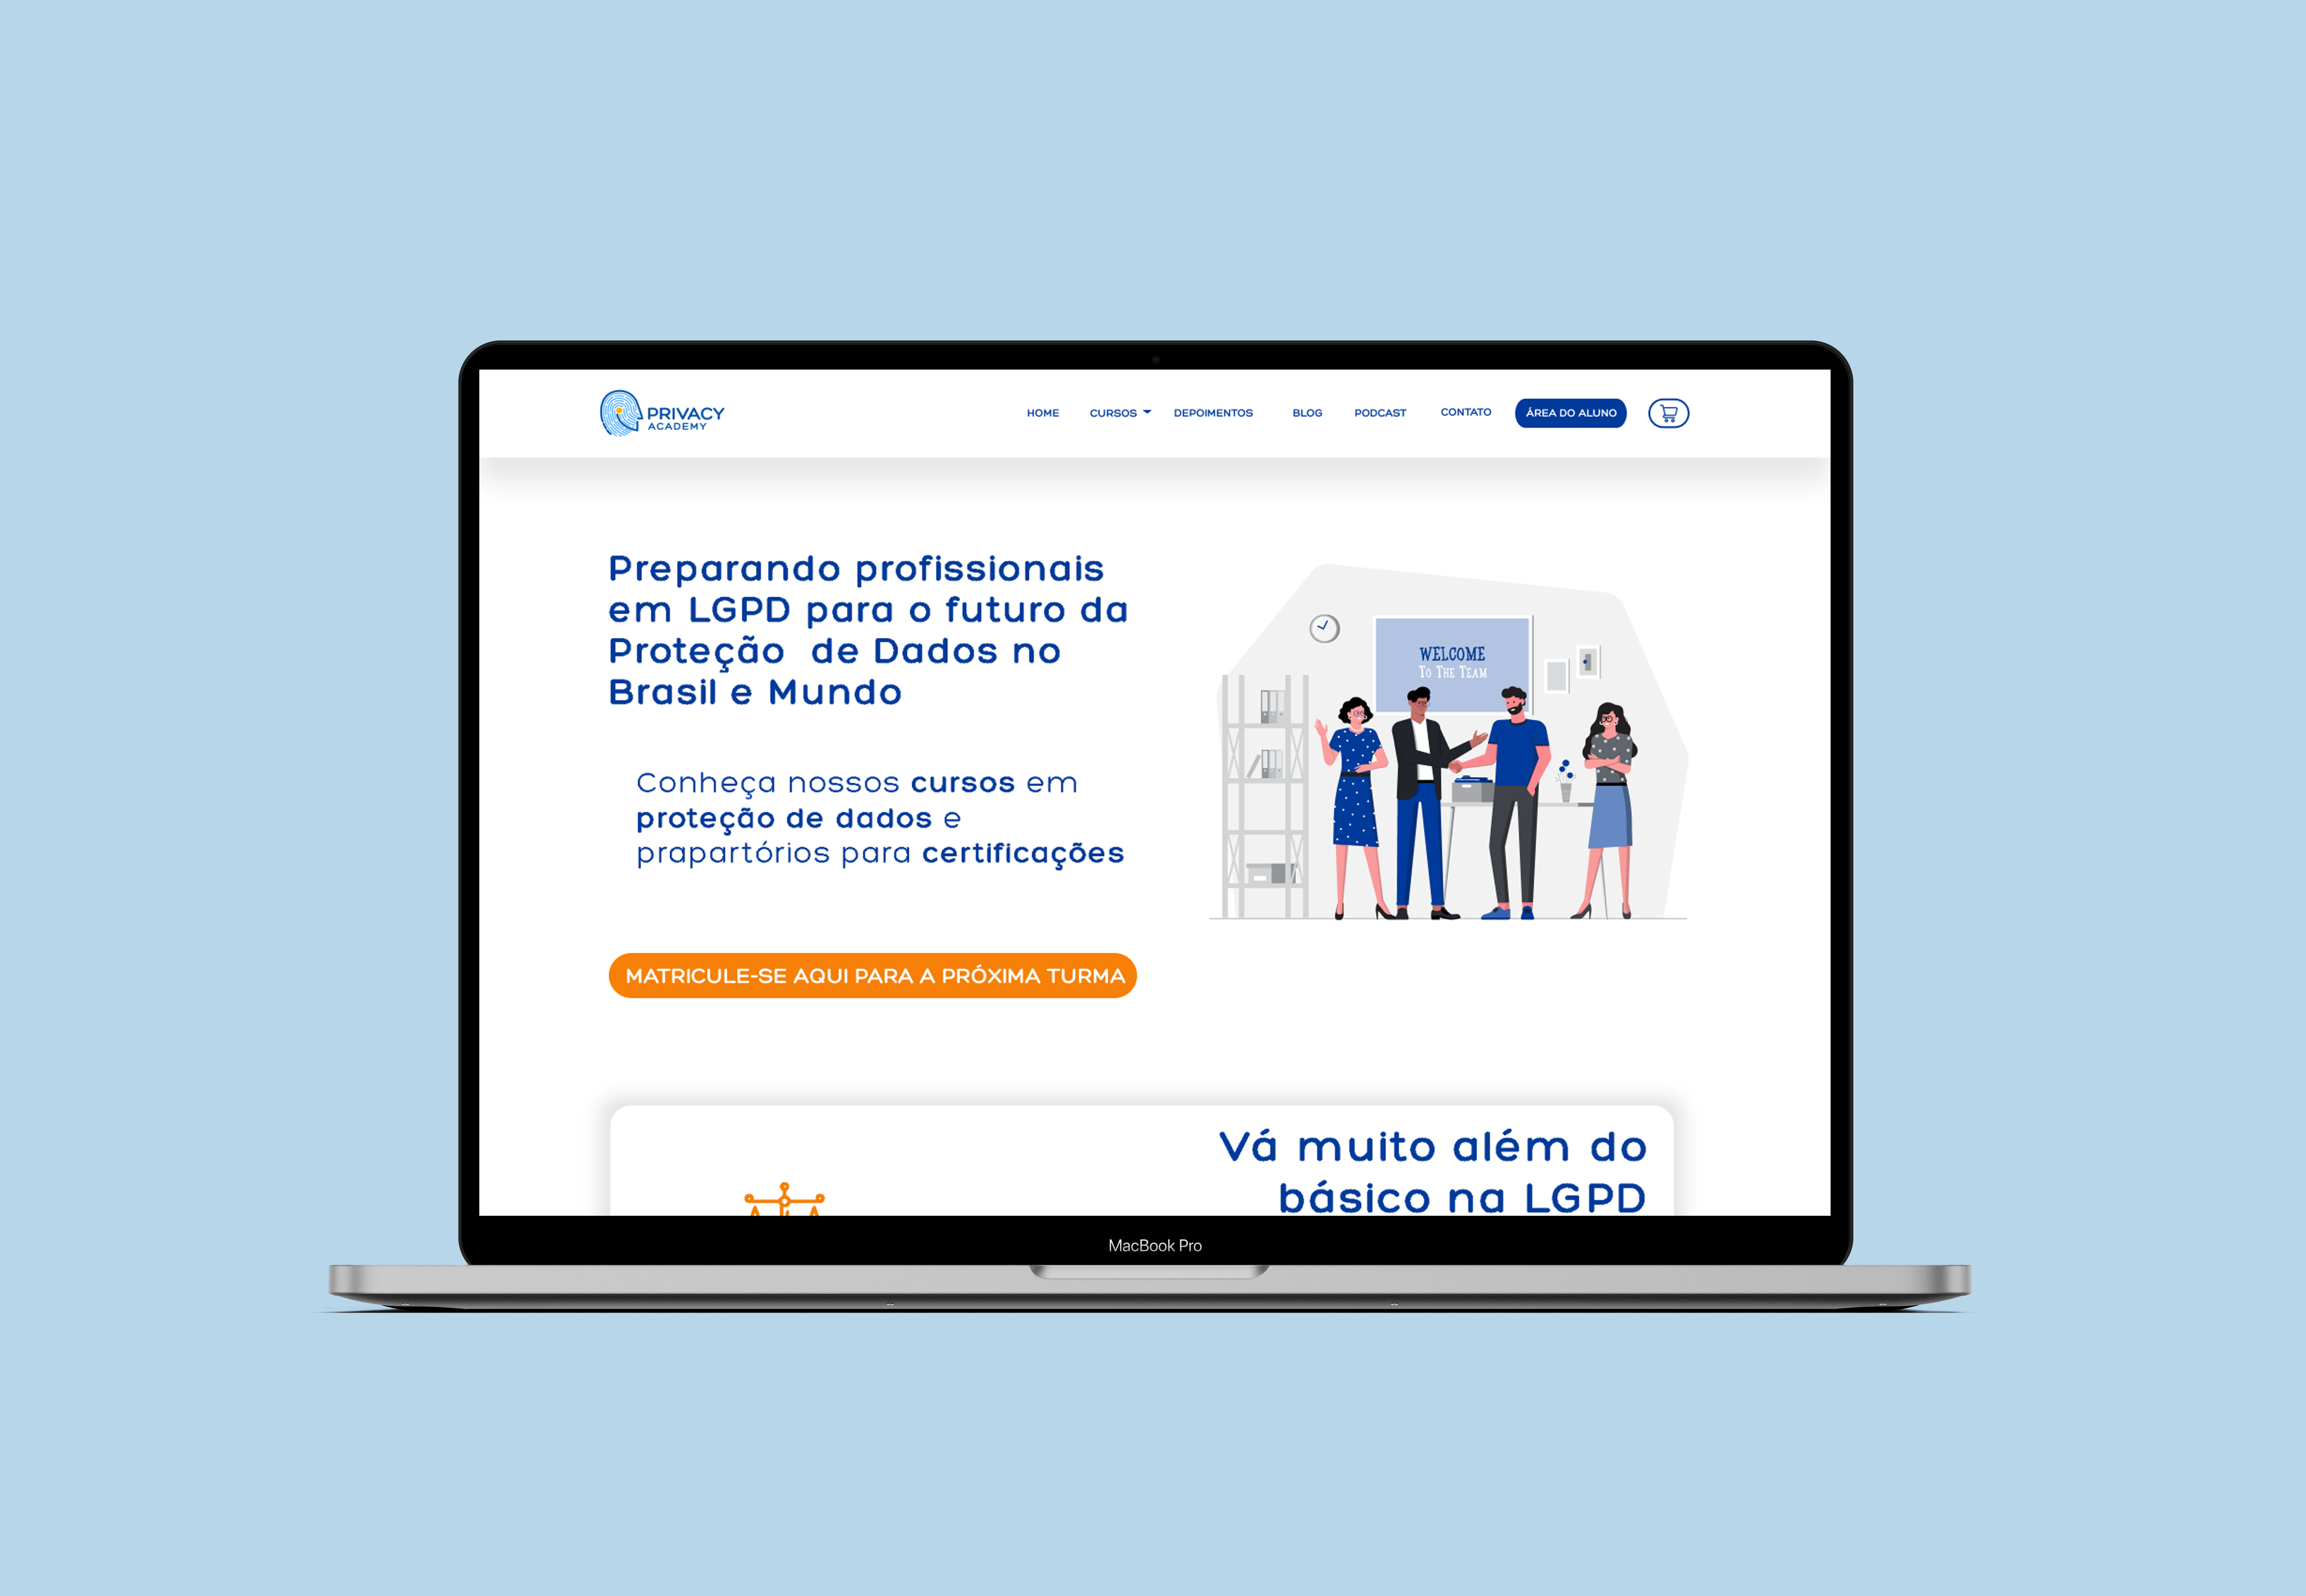 PRIVACY
ACADEMY
HOME CURSOS DEPOIMENTOS BLOG PODCAST CONTATO ÁREA DO ALUNO
Preparando profissionais
em LGPD para o futuro da
Proteção de Dados no
Brasil e Mundo
WELCOME
To The Team
Conheça nossos cursos em
proteção de dados e
prapartórios para certificações
MATRICULE-SE AQUI PARA A PRÓXIMA TURMA
Vá muito além do
básico na LGPD
MacBook Pro